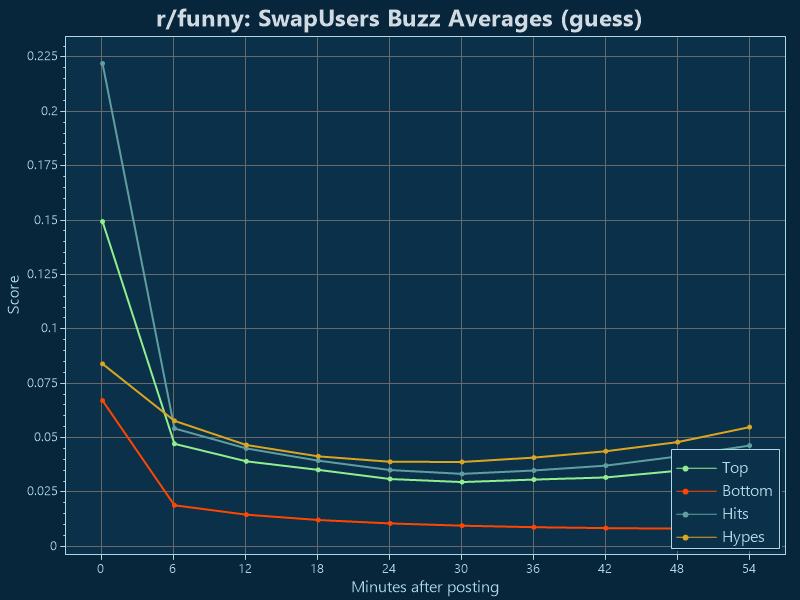 r/funny: SwapUsers Buzz Averages (guess)
0.225
0.2
0.175
0.15
0.125
0.1
0.075
0.05
0.025
0
Score
Top
Bottom
Hits
Hypes
0 6 12 18 24 30 36 42 48 54
Minutes after posting